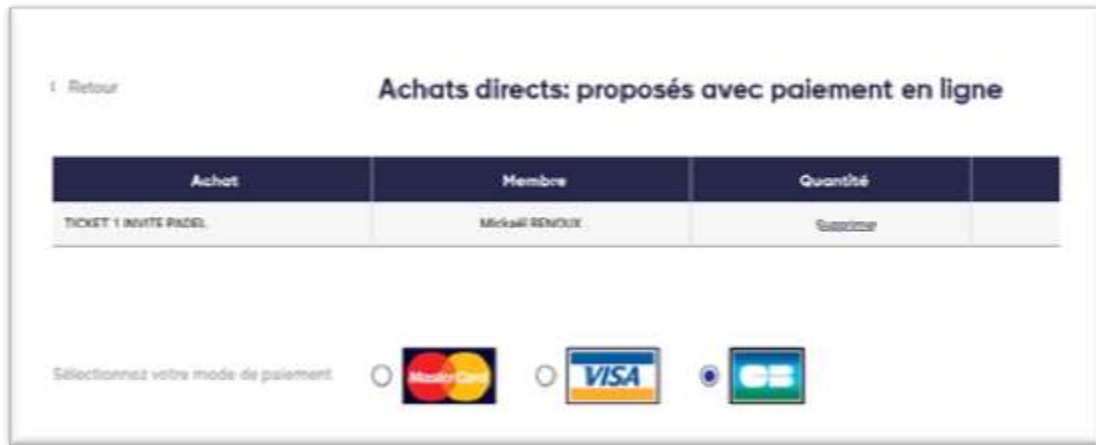 Retour
Achats directs: proposés avec paiement en ligne
Achat Membre Quantité
TICKET 1 INVITE PADEL Mickaël RENOUX Supprimer
Sélectionnez votre mode de paiement MasterCard VISA CB